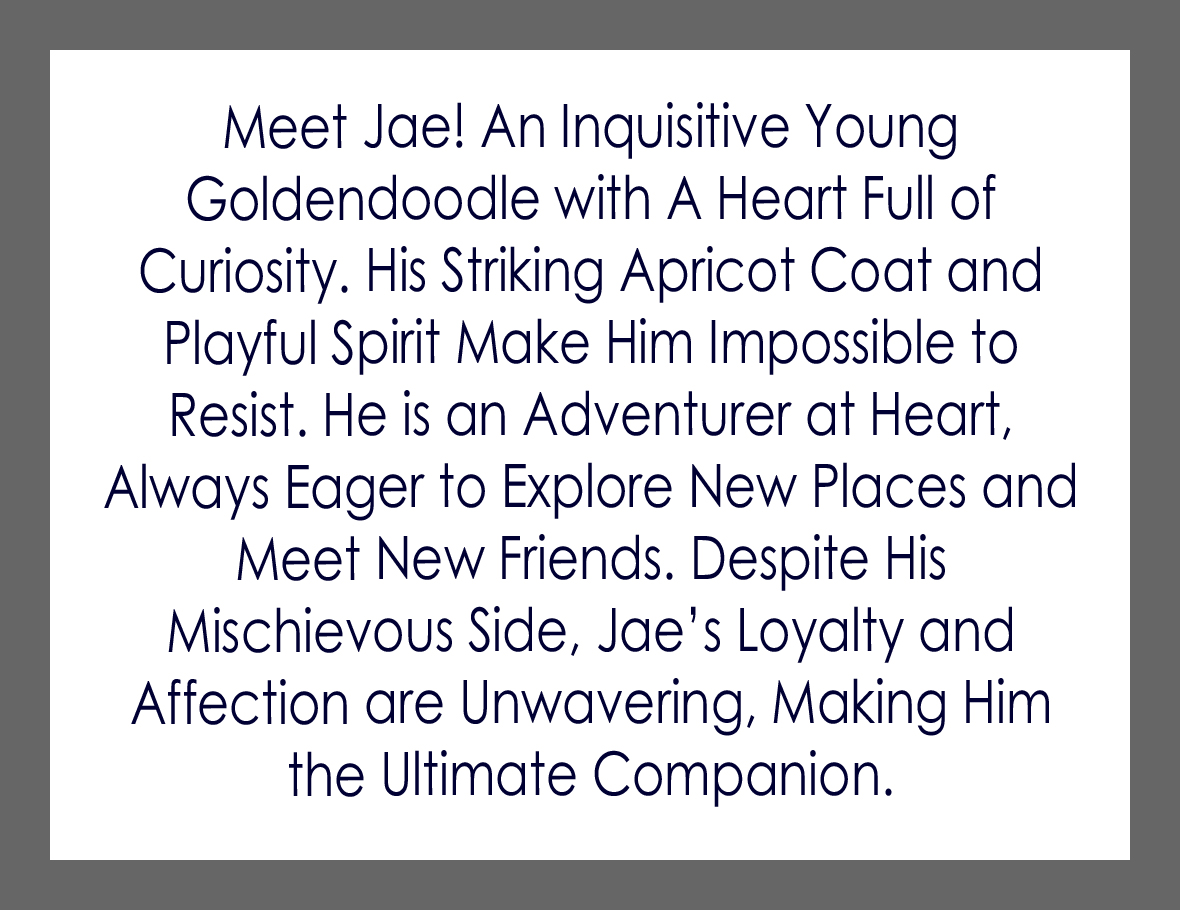 Meet Jae! An Inquisitive Young
Goldendoodle with A Heart Full of
Curiosity. His Striking Apricot Coat and
Playful Spirit Make Him Impossible to
Resist. He is an Adventurer at Heart,
Always Eager to Explore New Places and
Meet New Friends. Despite His
Mischievous Side, Jae’s Loyalty and
Affection are Unwavering, Making Him
the Ultimate Companion.